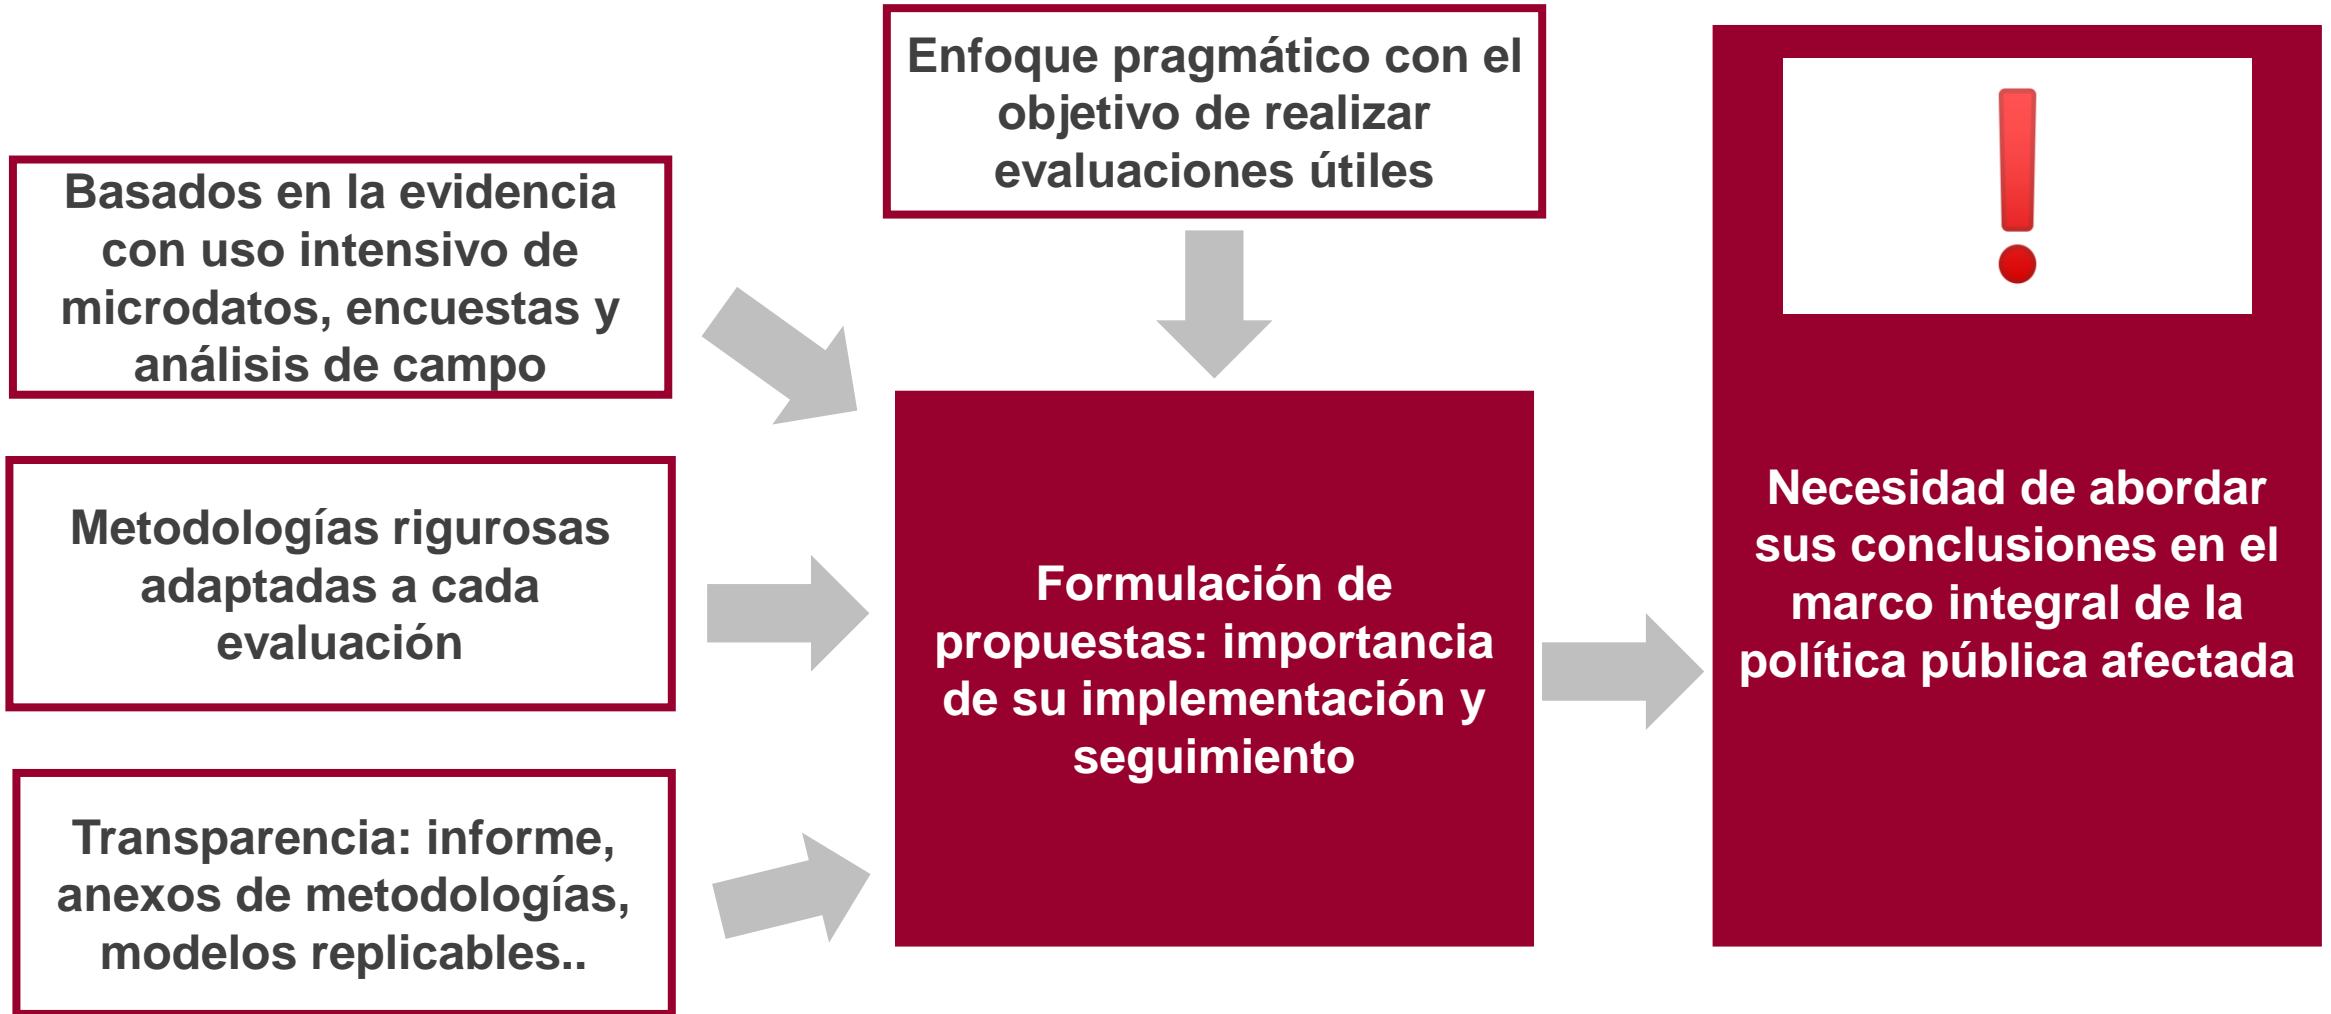 Enfoque pragmático con el
objetivo de realizar
evaluaciones útiles
Basados en la evidencia
con uso intensivo de
microdatos, encuestas y
análisis de campo
Metodologías rigurosas
adaptadas a cada
evaluación
Transparencia: informe,
anexos de metodologías,
modelos replicables..
Formulación de
propuestas: importancia
de su implementación y
seguimiento
Necesidad de abordar
sus conclusiones en el
marco integral de la
política pública afectada